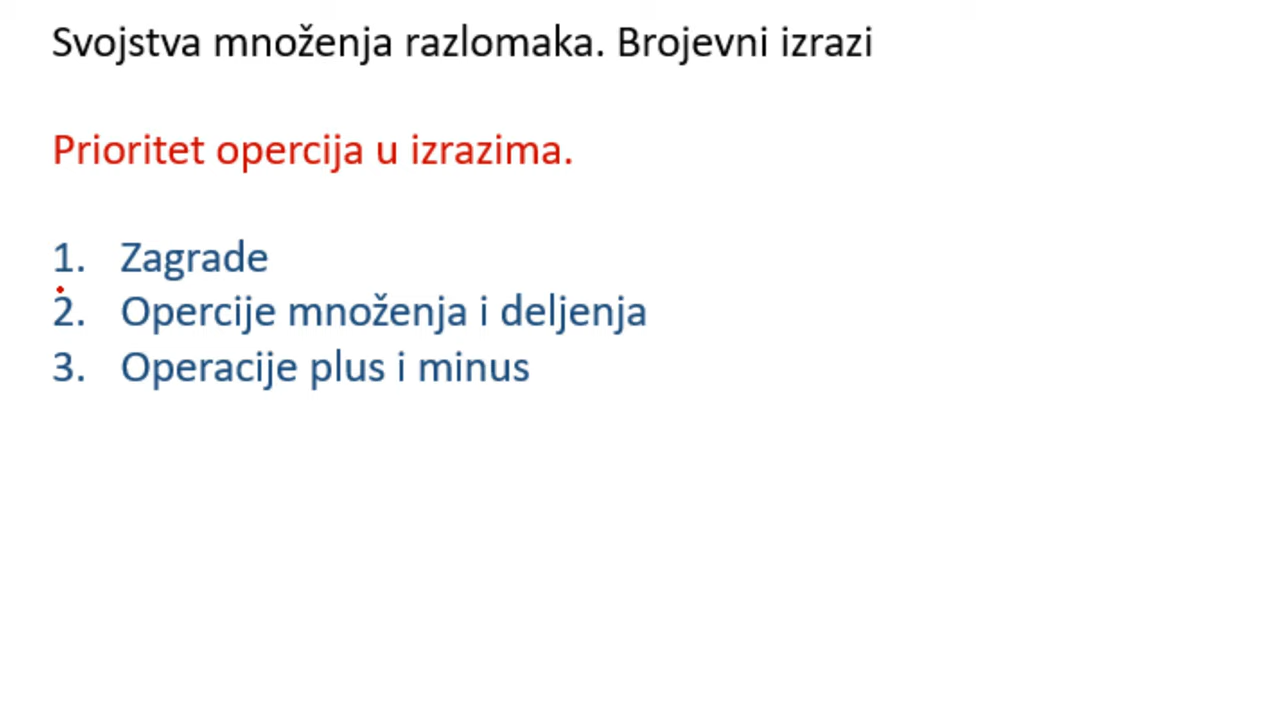 Svojstva množenja razlomaka. Brojevni izrazi
Prioritet opercija u izrazima.
1. Zagrade
2. Opercije množenja i deljenja
3. Operacije plus i minus